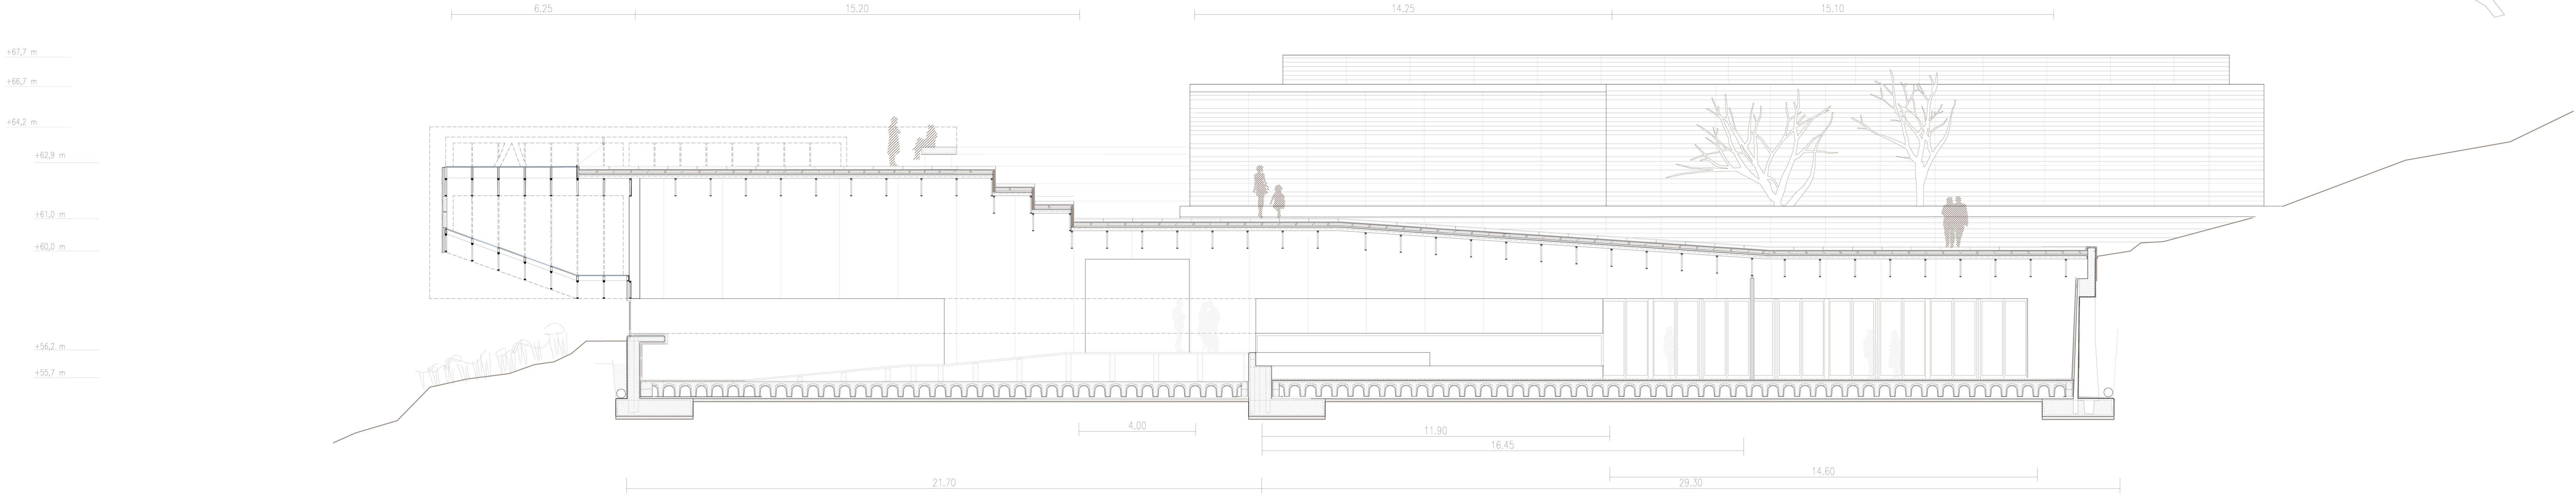 6.25
15.20
14.25
15.10
+67,7 m
+66,7 m
+64,2 m
+62,9 m
+61,0 m
+60,0 m
+56,2 m
+55,7 m
4.00
11.90
16.45
14.60
21.70
29.30